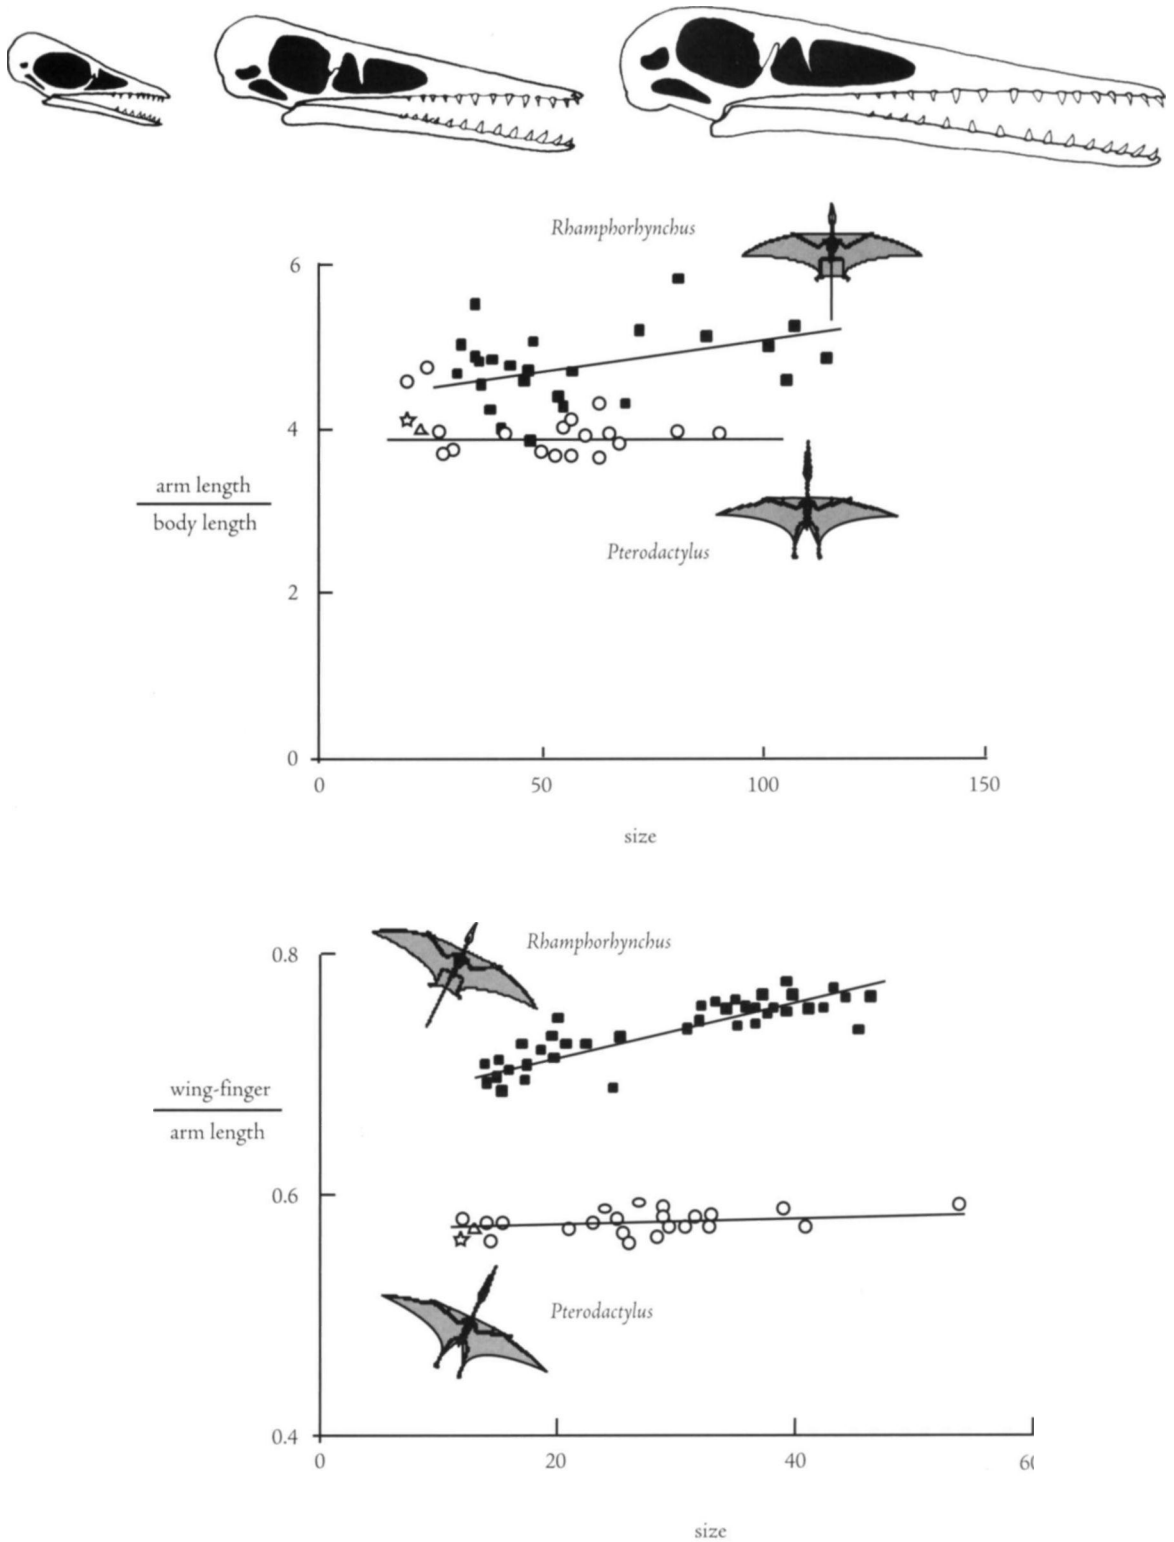 Rhamphorhynchus
6
4
arm length
body length
Pterodactylus
2
0
0
50
100
150
size
Rhamphorhynchus
0.8
wing-finger
arm length
0.6
Pterodactylus
0.4
0
20
40
size